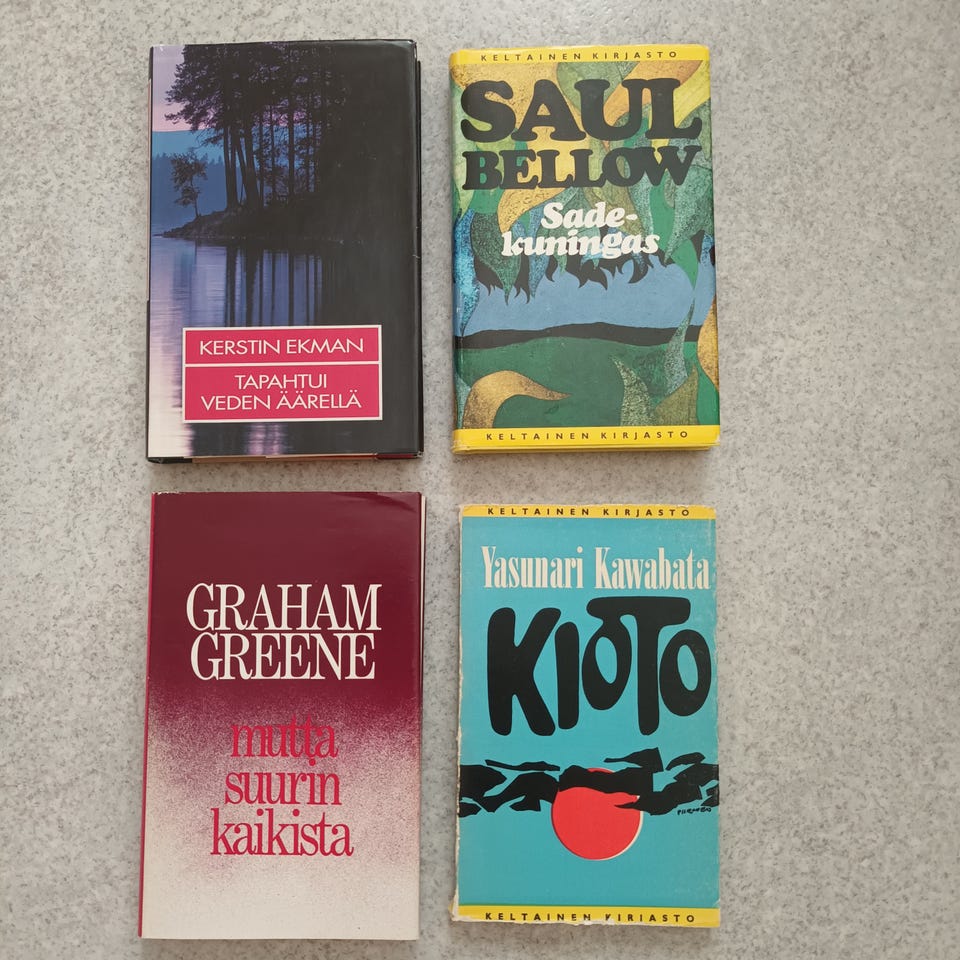 KERSTIN EKMAN
TAPAHTUI
VEDEN ÄÄRELLÄ
KELTAINEN KIRJASTO
SAUL
BELLOW
Sade-
kuningas
KELTAINEN KIRJASTO
GRAHAM
GREENE
mutta
suurin
kaikista
KELTAINEN KIRJASTO
Yasunari Kawabata
KIOTO
KELTAINEN KIRJASTO